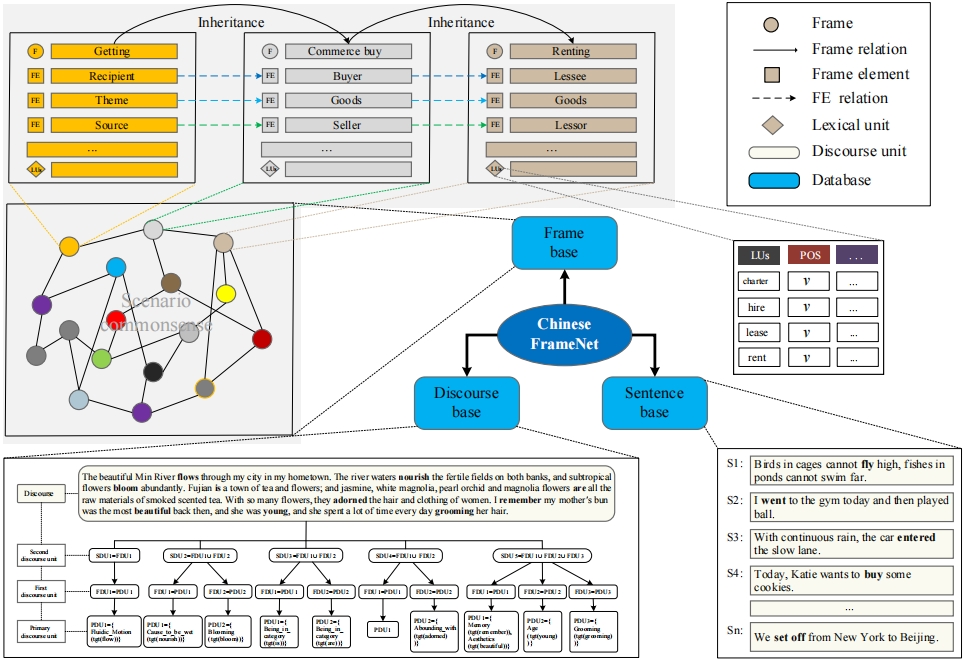 Inheritance
Inheritance
F Getting
FE Recipient
FE Theme
FE Source
...
LUs
F Commerce buy
FE Buyer
FE Goods
FE Seller
...
LUs
F Renting
FE Lessee
FE Goods
FE Lessor
...
LUs
Frame
Frame relation
Frame element
FE relation
Lexical unit
Discourse unit
Database
Scenario
commonsense
Frame
base
Chinese
FrameNet
Discourse
base
Sentence
base
LUs POS ...
charter v ...
hire v ...
lease v ...
rent v ...
Discourse
The beautiful Min River flows through my city in my hometown. The river waters nourish the fertile fields on both banks, and subtropical
flowers bloom abundantly. Fujian is a town of tea and flowers; and jasmine, white magnolia, pearl orchid and magnolia flowers are all the
raw materials of smoked scented tea. With so many flowers, they adorned the hair and clothing of women. I remember my mother's bun
was the most beautiful back then, and she was young, and she spent a lot of time every day grooming her hair.
Second
discourse unit
SDU1=FDU1
SDU2=FDU1∪FDU2
SDU3=FDU1∪FDU2
SDU4=FDU1∪FDU2
SDU5=FDU1∪FDU2∪FDU3
First
discourse unit
FDU1=PDU1
FDU1=PDU1
FDU2=PDU2
FDU1=PDU1
FDU2=PDU2
FDU1=PDU1
FDU2=PDU2
FDU1=PDU1
FDU2=PDU2
FDU3=PDU3
Primary
discourse unit
PDU1={
Fluidic_Motion
(tgt(flow)}
PDU1={
Cause_to_be_wet
(tgt(nourish)}
PDU2={
Blooming
(tgt(bloom)}
PDU1={
Being_in_
category
(tgt(is)}
PDU2={
Being_in_
category
(tgt(are)}
PDU1
PDU2={
Abounding_with
(tgt(adorned)
}
PDU1={
Memory
(tgt(remember)),
Aesthetics
(tgt(beautiful)}
PDU2={
Age
(tgt(young)
}
PDU3={
Grooming
(tgt(grooming)
}
S1: Birds in cages cannot fly high, fishes in
ponds cannot swim far.
S2: I went to the gym today and then played
ball.
S3: With continuous rain, the car entered
the slow lane.
S4: Today, Katie wants to buy some
cookies.
...
Sn: We set off from New York to Beijing.